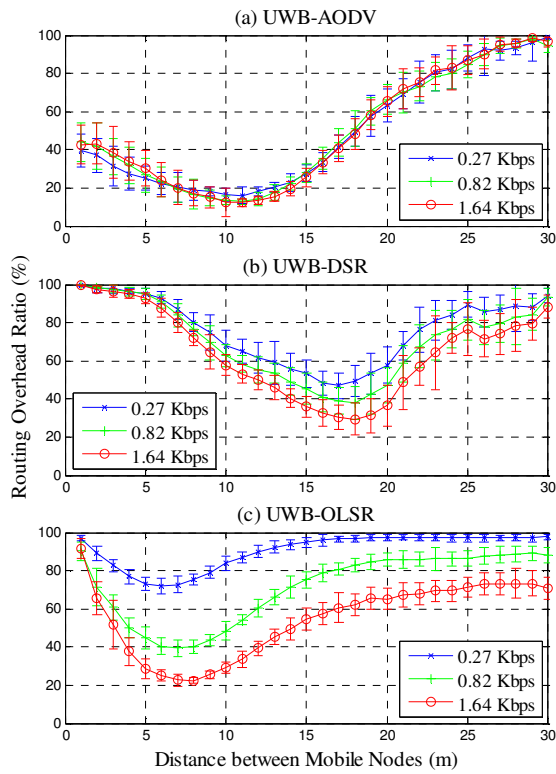 (a) UWB-AODV
100
80
60
40
20
0
0 5 10 15 20 25 30
0.27 Kbps
0.82 Kbps
1.64 Kbps
(b) UWB-DSR
Routing Overhead Ratio (%)
100
80
60
40
20
0
0 5 10 15 20 25 30
0.27 Kbps
0.82 Kbps
1.64 Kbps
(c) UWB-OLSR
100
80
60
40
20
0
0 5 10 15 20 25 30
0.27 Kbps
0.82 Kbps
1.64 Kbps
Distance between Mobile Nodes (m)